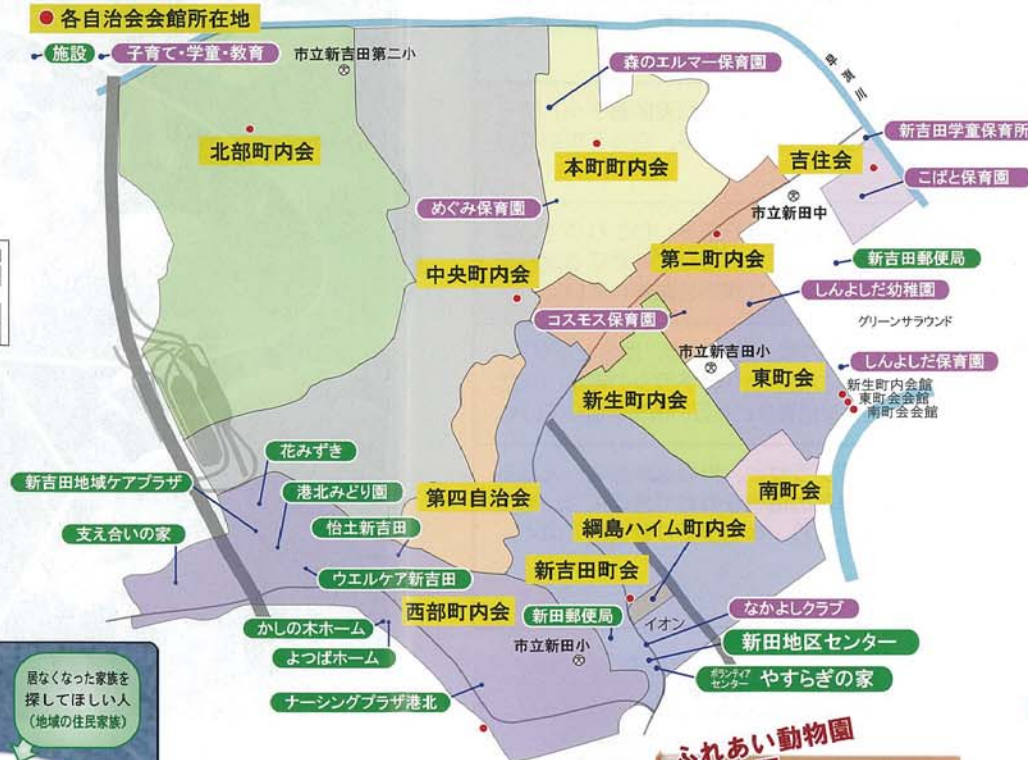 各自治会会館所在地
施設
子育て・学童・教育
市立新吉田第二小
森のエルマー保育園
早渕川
北部町内会
本町町内会
吉住会
新吉田学童保育所
こばと保育園
めぐみ保育園
市立新田中
中央町内会
第二町内会
新吉田郵便局
しんよしだ幼稚園
コスモス保育園
グリーンサラウンド
市立新吉田小
しんよしだ保育園
新生町内会
東町会
新生町内会館
東町会会館
南町会会館
花みずき
新吉田地域ケアプラザ
港北みどり園
第四自治会
南町会
支え合いの家
怡土新吉田
綱島ハイム町内会
ウエルケア新吉田
新吉田町会
西部町内会
新田郵便局
イオン
なかよしクラブ
かしの木ホーム
よつばホーム
市立新田小
新田地区センター
ボランティアセンター やすらぎの家
ナーシングプラザ港北
居なくなった家族を
探してほしい人
(地域の住民家族)
ふれあい動物園